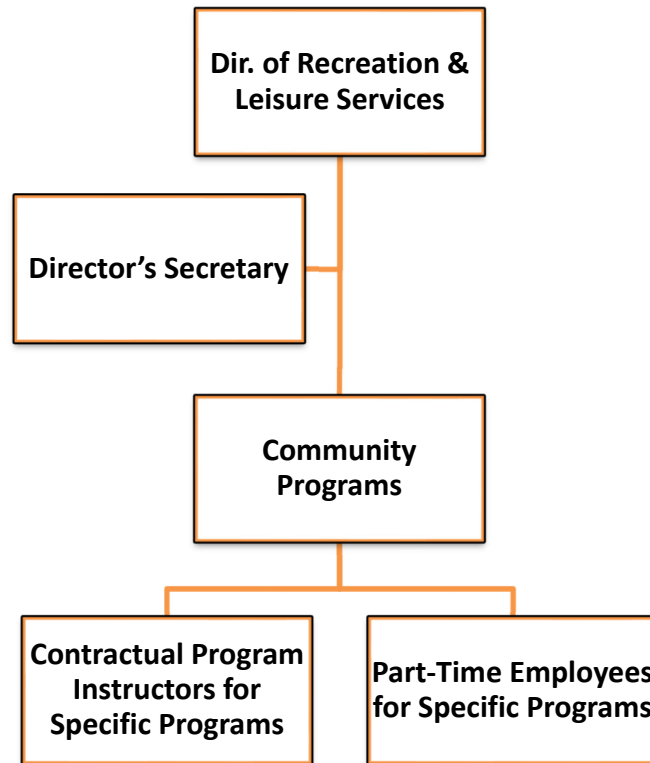 Dir. of Recreation &
Leisure Services
Director’s Secretary
Community
Programs
Contractual Program
Instructors for
Specific Programs
Part-Time Employees
for Specific Programs